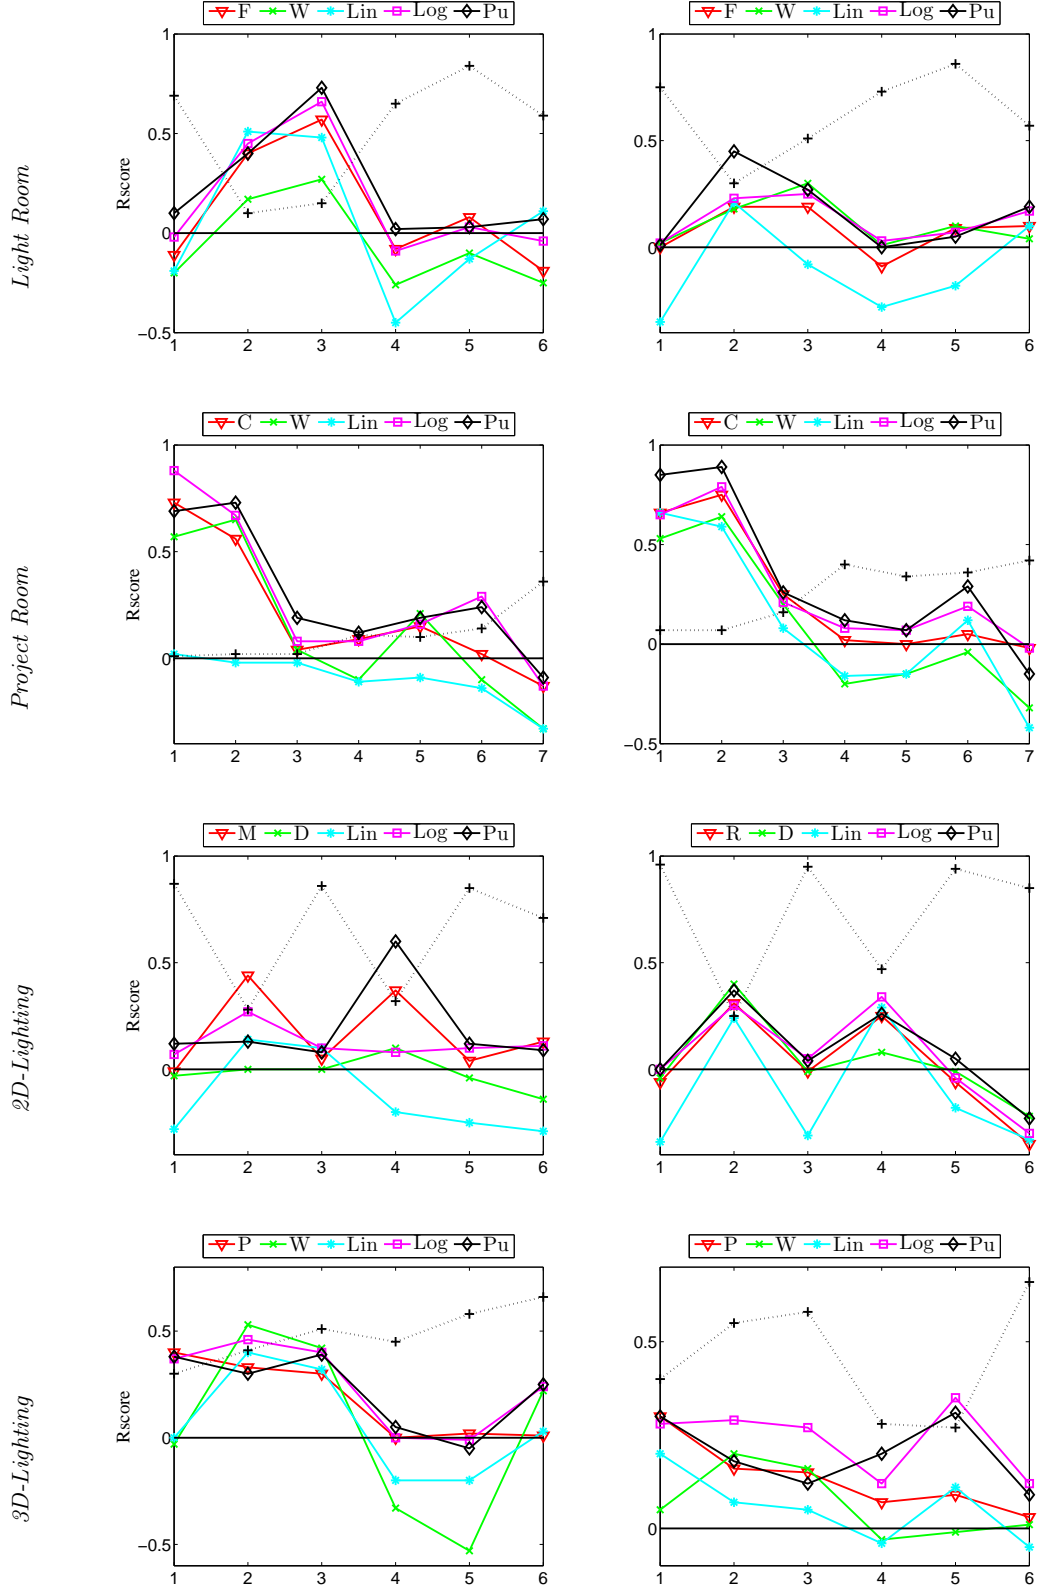 F W Lin Log Pu
F W Lin Log Pu
1
0.5
0
−0.5
Rscore
Light Room
1 2 3 4 5 6
1
0.5
0
1 2 3 4 5 6
C W Lin Log Pu
C W Lin Log Pu
1
0.5
0
Rscore
Project Room
1 2 3 4 5 6 7
1
0.5
0
−0.5
1 2 3 4 5 6 7
M D Lin Log Pu
R D Lin Log Pu
1
0.5
0
Rscore
2D-Lighting
1 2 3 4 5 6
1
0.5
0
1 2 3 4 5 6
P W Lin Log Pu
P W Lin Log Pu
0.5
0
−0.5
Rscore
3D-Lighting
1 2 3 4 5 6
0.5
0
1 2 3 4 5 6